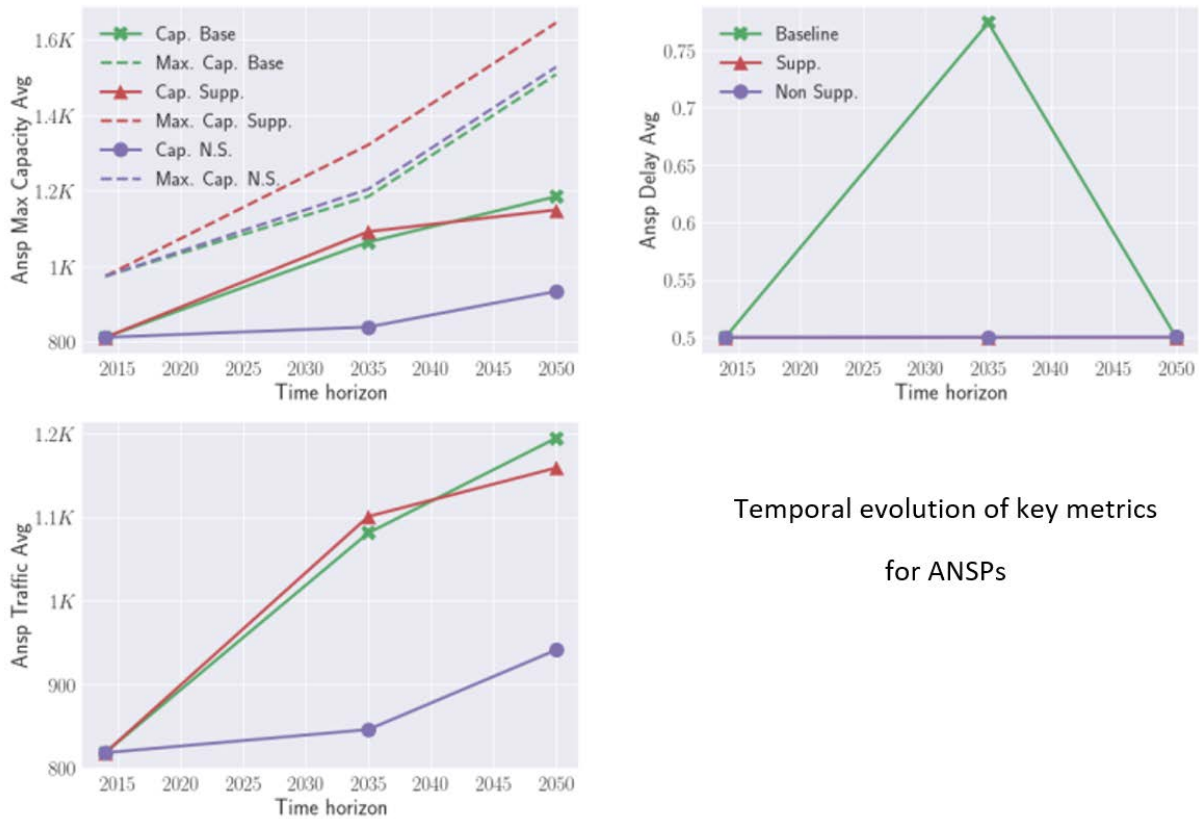 Ansp Max Capacity Avg
1.6K
1.4K
1.2K
1K
800
Cap. Base
Max. Cap. Base
Cap. Supp.
Max. Cap. Supp.
Cap. N.S.
Max. Cap. N.S.
2015 2020 2025 2030 2035 2040 2045 2050
Time horizon
Ansp Delay Avg
0.75
0.7
0.65
0.6
0.55
0.5
Baseline
Supp.
Non Supp.
2015 2020 2025 2030 2035 2040 2045 2050
Time horizon
Ansp Traffic Avg
1.2K
1.1K
1K
900
800
2015 2020 2025 2030 2035 2040 2045 2050
Time horizon
Temporal evolution of key metrics
for ANSPs